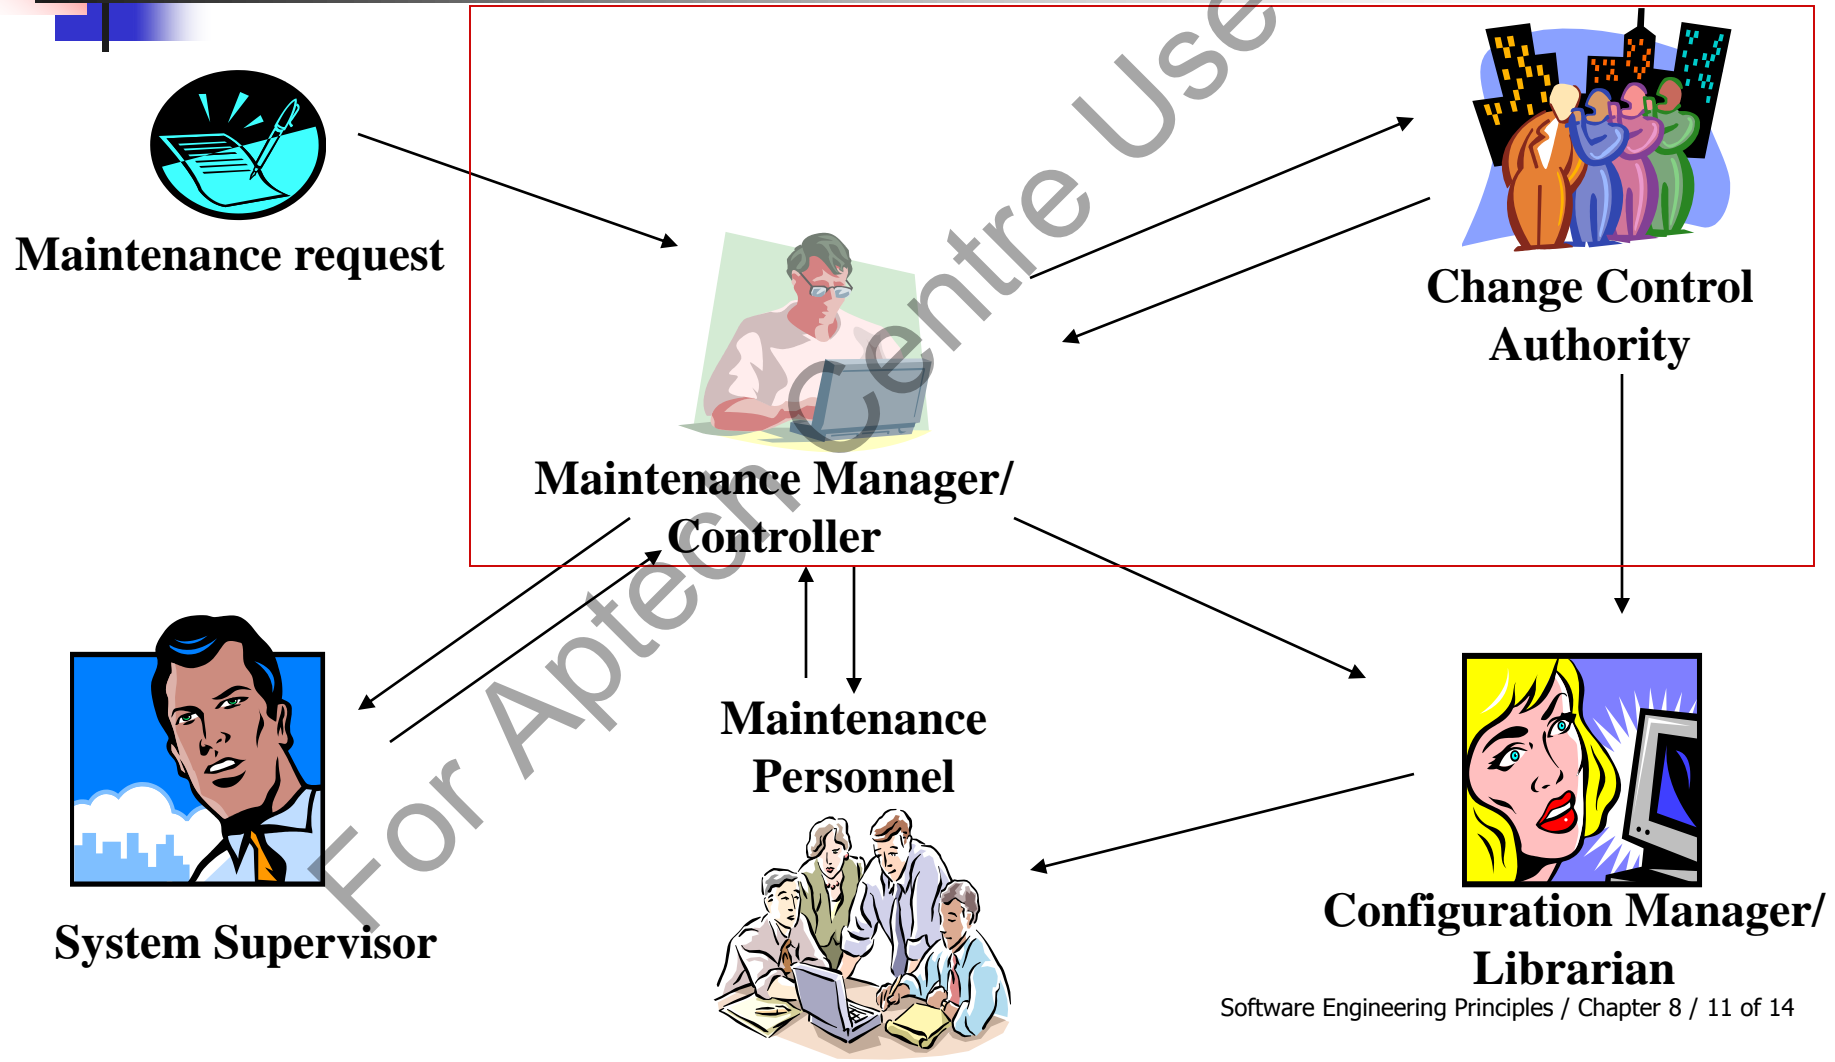 Maintenance request
Change Control
Authority
Maintenance Manager/
Controller
Maintenance
Personnel
System Supervisor
Configuration Manager/
Librarian
Software Engineering Principles / Chapter 8 / 11 of 14
For Aptech Centre Use